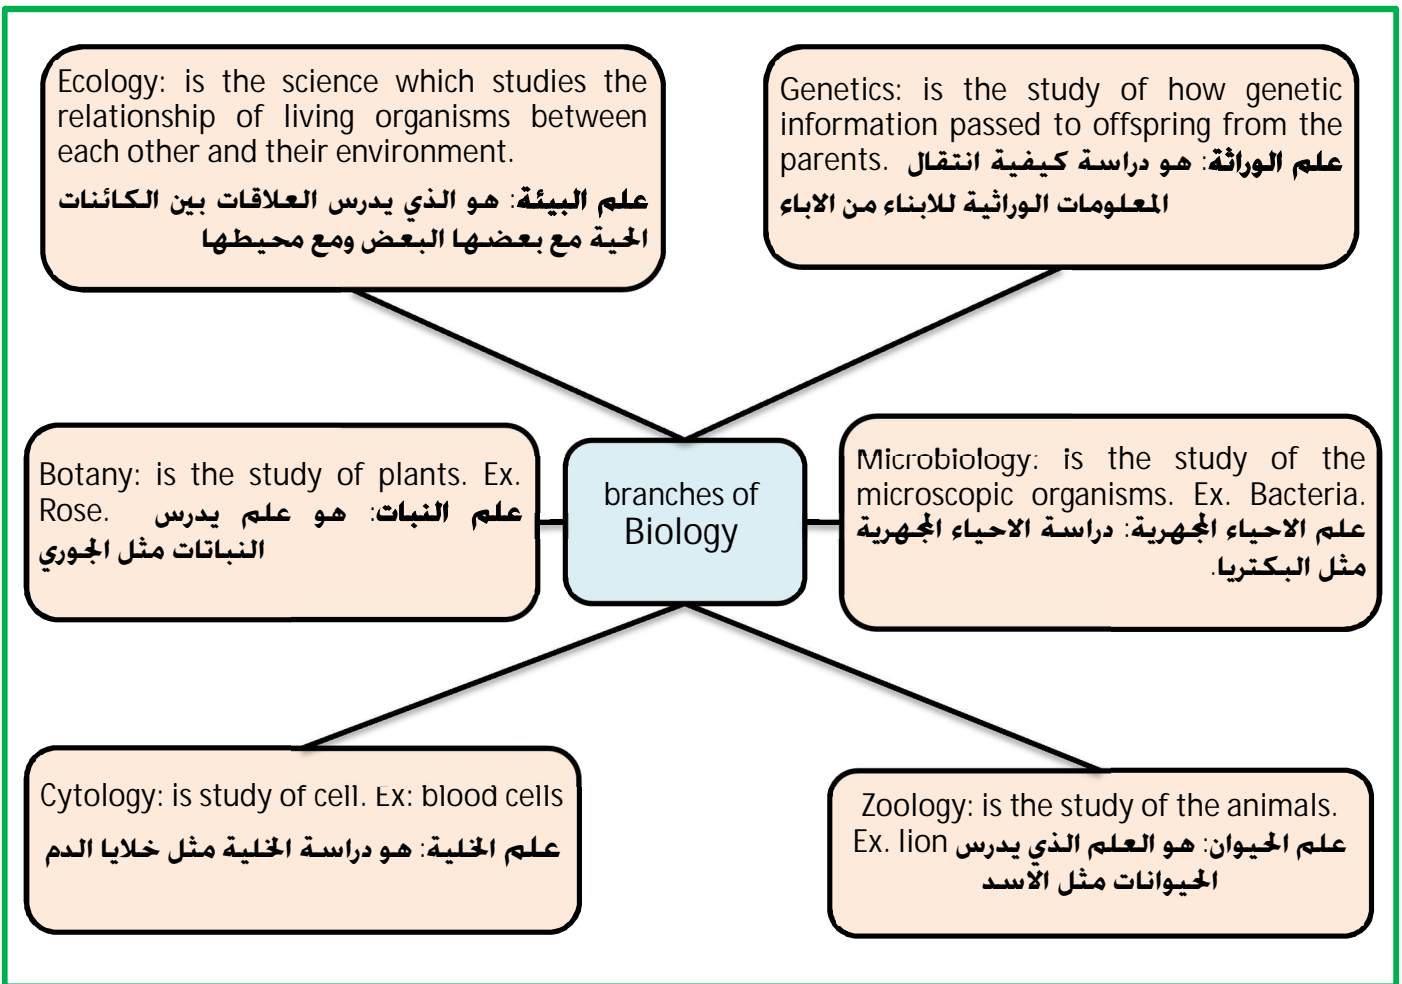 Ecology: is the science which studies the
relationship of living organisms between
each other and their environment.
علم البيئة: هو الذي يدرس العلاقات بين الكائنات
الحية مع بعضها البعض ومع محيطها
Genetics: is the study of how genetic
information passed to offspring from the
parents. علم الوراثة: هو دراسة كيفية انتقال
المعلومات الوراثية للابناء من الاباء
Botany: is the study of plants. Ex.
Rose. علم النبات: هو علم يدرس
النباتات مثل الجوري
branches of
Biology
Microbiology: is the study of the
microscopic organisms. Ex. Bacteria.
علم الاحياء المجهرية: دراسة الاحياء المجهرية
مثل البكتريا.
Cytology: is study of cell. Ex: blood cells
علم الخلية: هو دراسة الخلية مثل خلايا الدم
Zoology: is the study of the animals.
Ex. lion علم الحيوان: هو العلم الذي يدرس
الحيوانات مثل الاسد